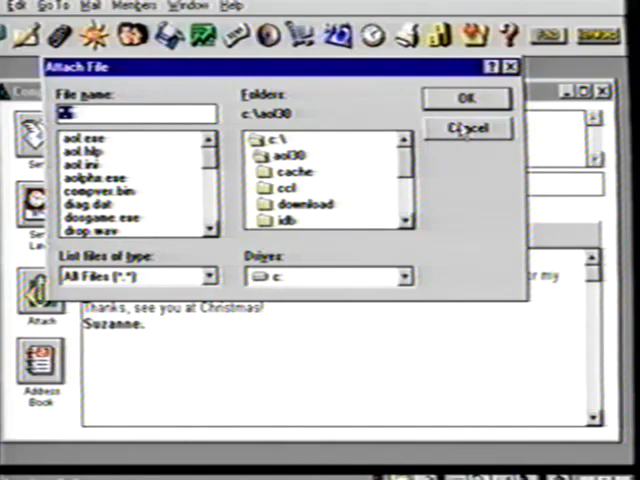 Edit Go To Mail Members Window Help
Attach File
File name:
Folders:
OK
c:\aol30
Cancel
aol.exe
aol.hlp
aol.ini
aolphx.exe
compver.bin
diag.dat
dosgame.exe
drop.wav
c:\
aol30
cache
ccl
download
idb
List files of type:
Drives:
All Files (*.*)
c:
my
Attach
Thanks, see you at Christmas!
Suzanne.
Address
Book